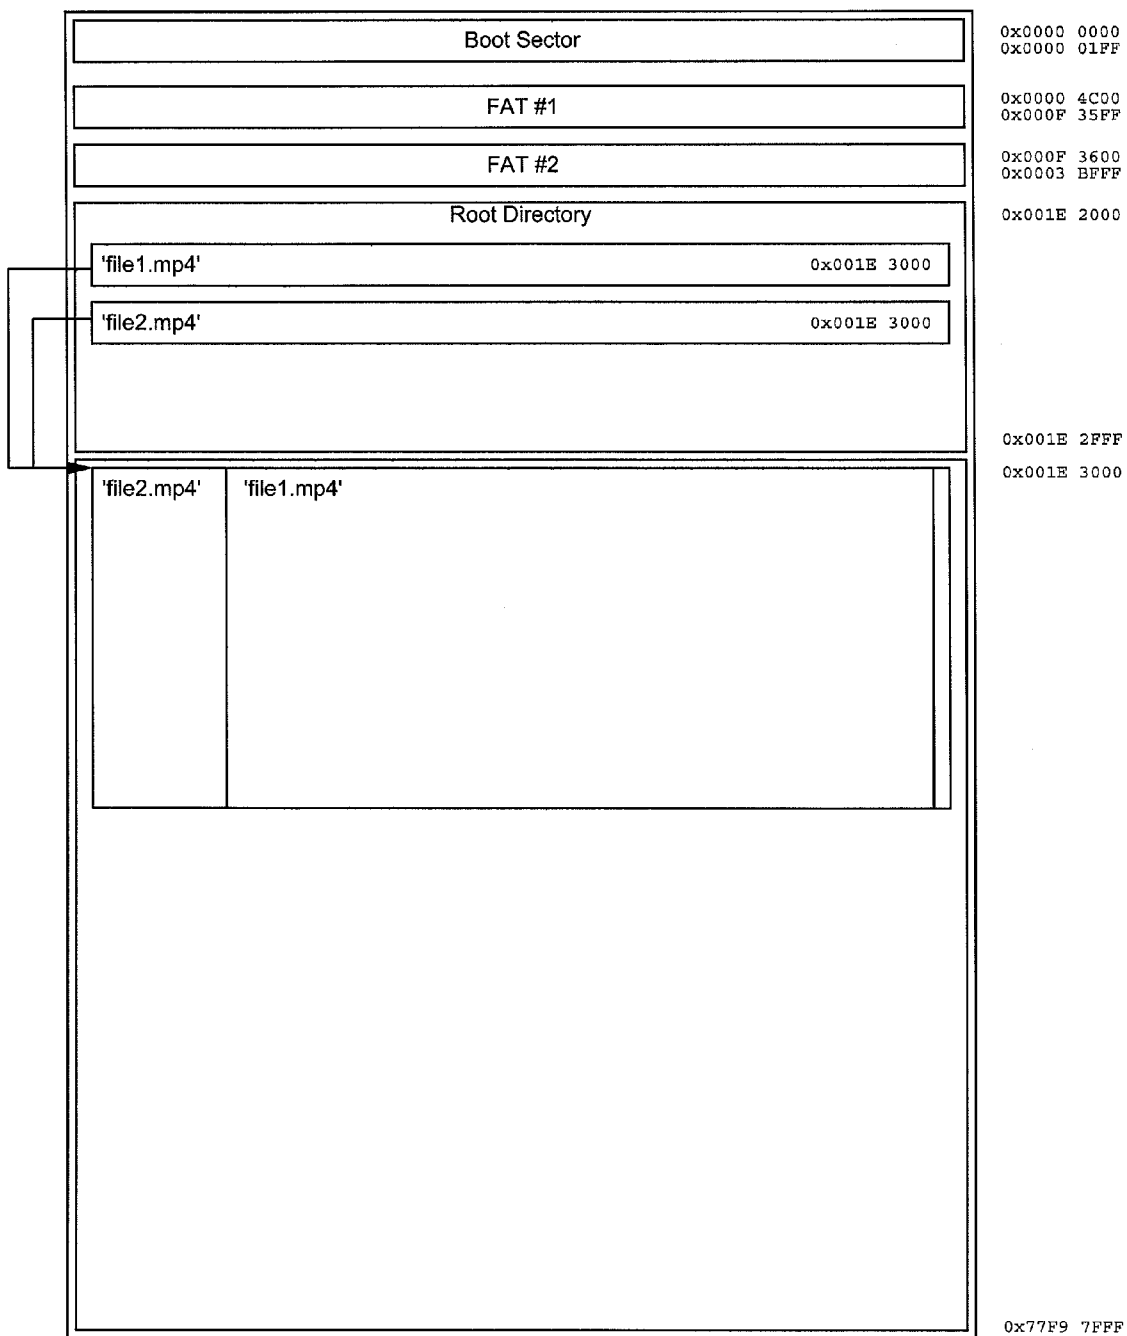 Boot Sector
0x0000 0000
0x0000 01FF
FAT #1
0x0000 4C00
0x000F 35FF
FAT #2
0x000F 3600
0x0003 BFFF
Root Directory
0x001E 2000
'file1.mp4' 0x001E 3000
'file2.mp4' 0x001E 3000
0x001E 2FFF
0x001E 3000
'file2.mp4' 'file1.mp4'
0x77F9 7FFF